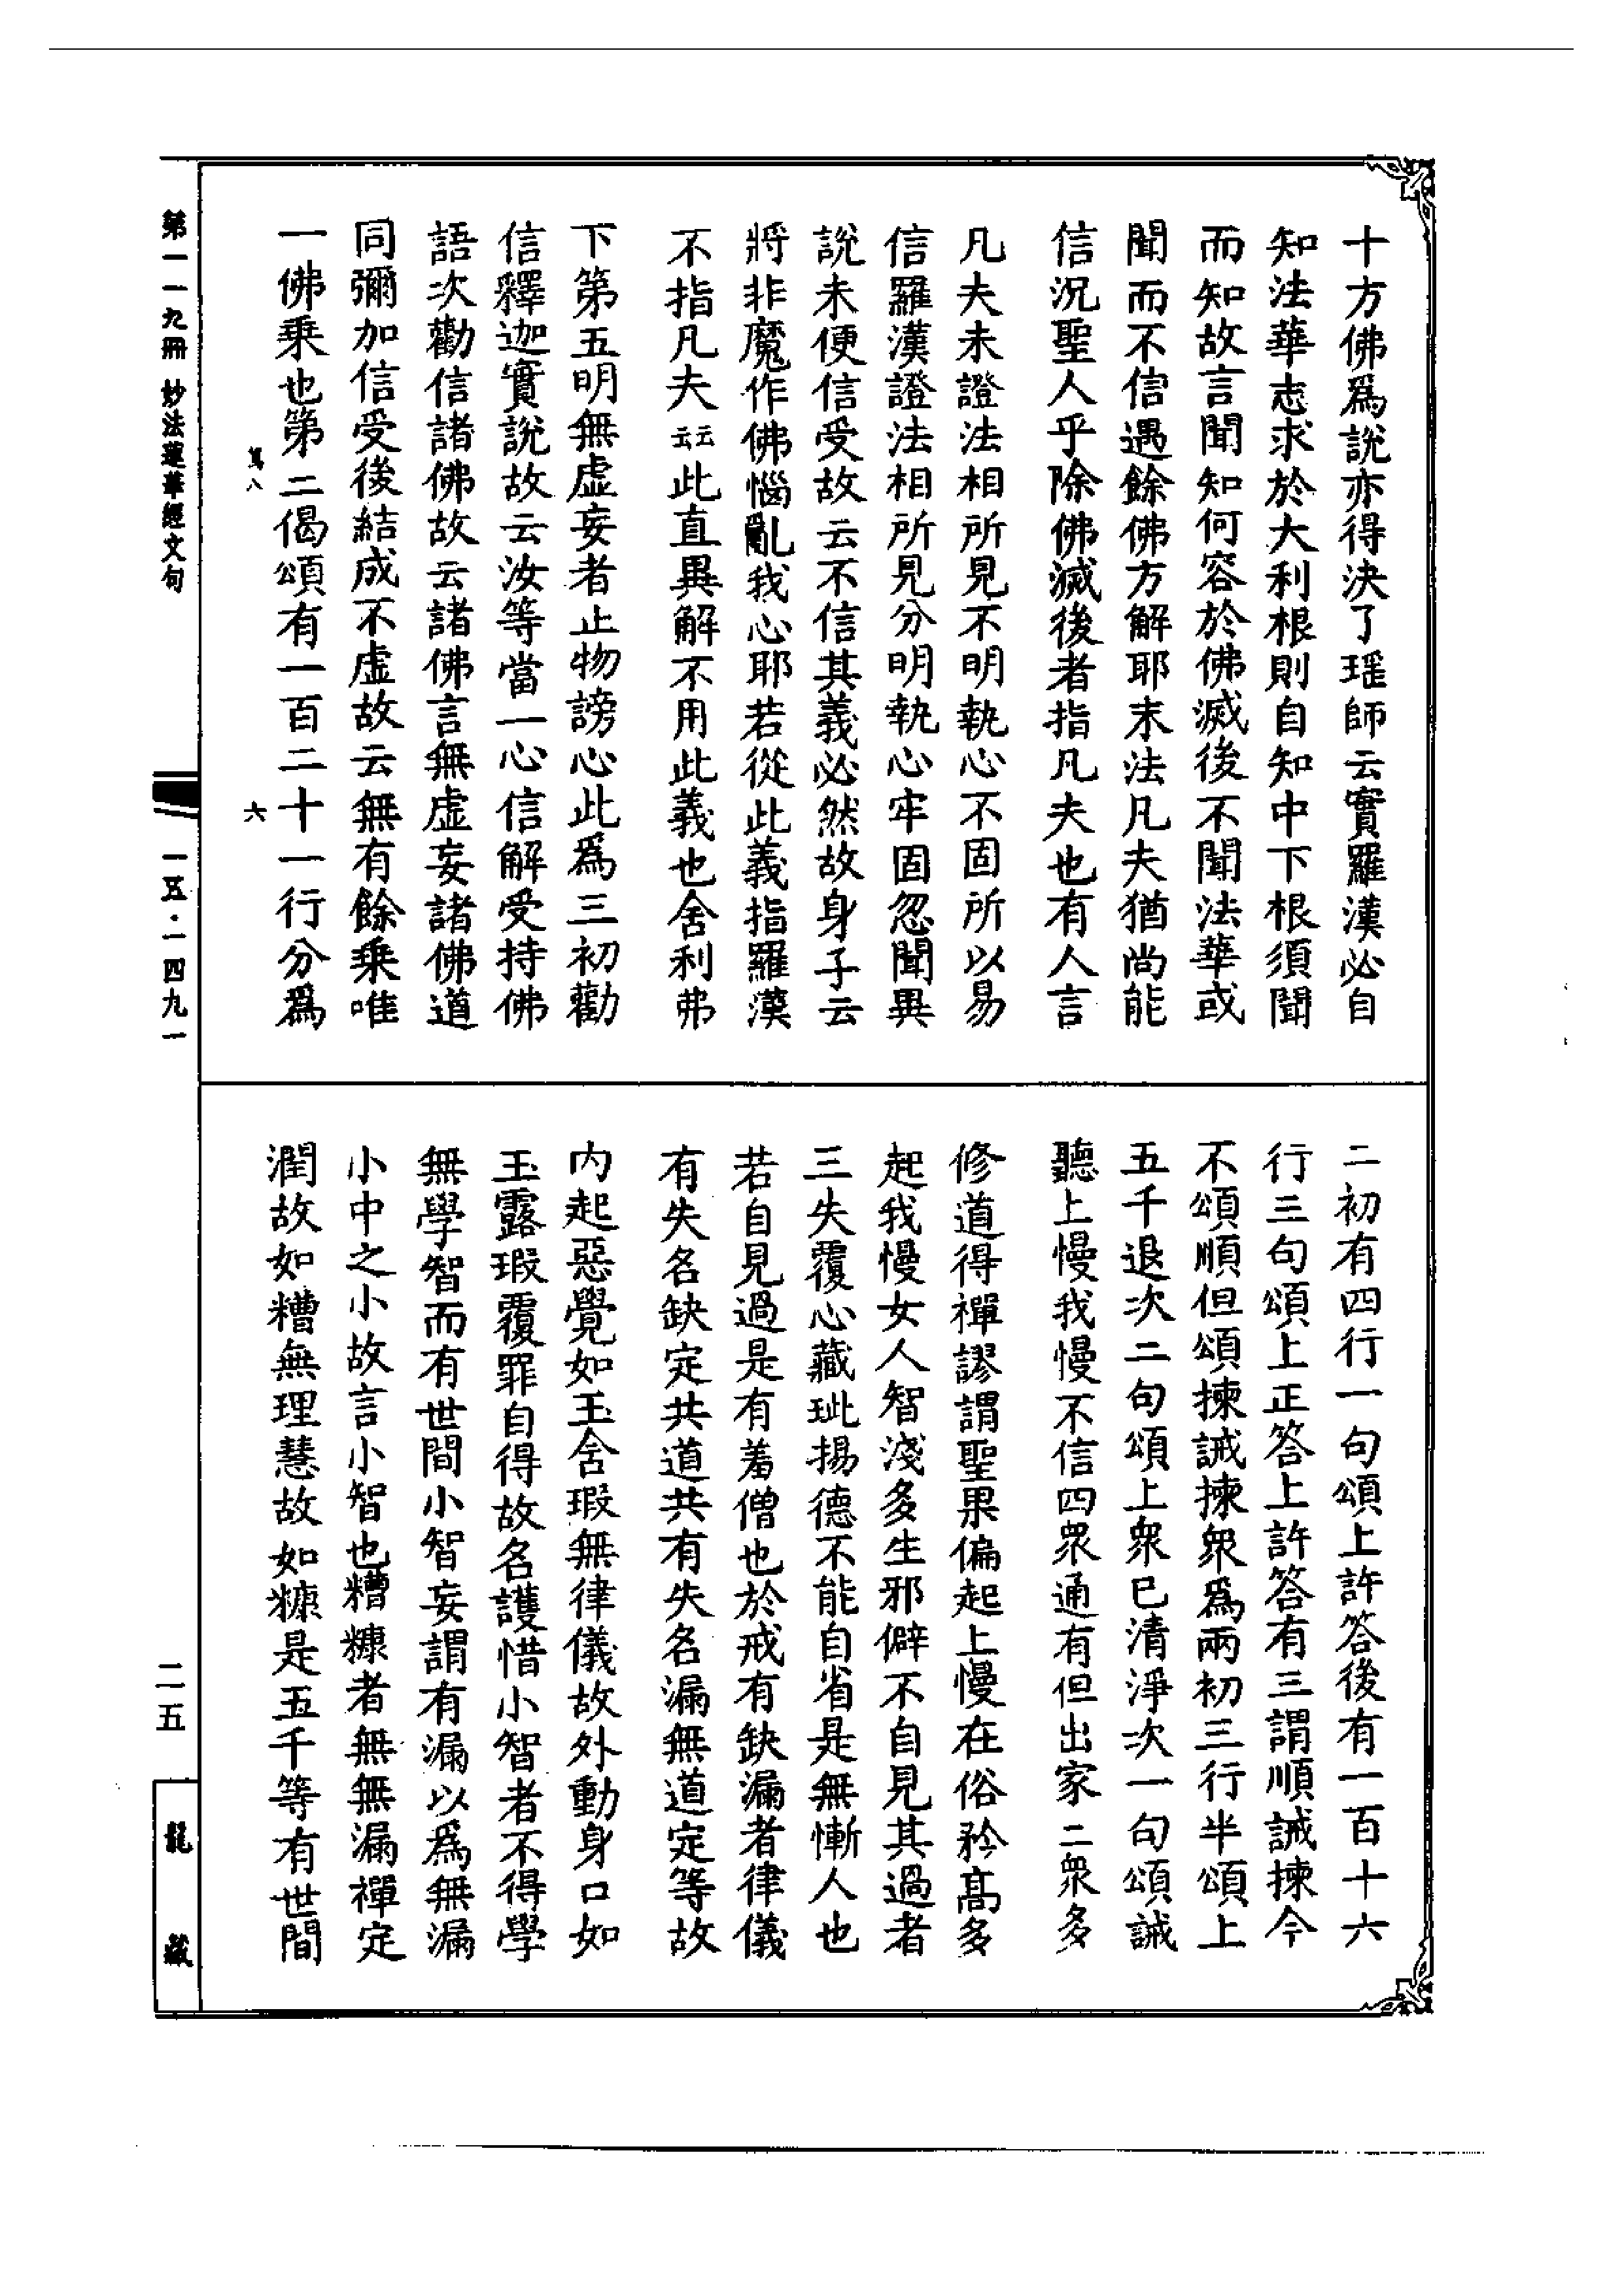 十方佛爲說亦得決了瑶師云實羅漢必自
知法華志求於大利根則自知中下根須聞
而知故言聞知何容於佛滅後不聞法華或
聞而不信遇餘佛方解耶末法凡夫猶尚能
信況聖人乎除佛滅後者指凡夫也有人言
凡夫未證法相所見不明執心不固所以易
信羅漢證法相所見分明執心牢固忽聞異
說未便信受故云不信其義必然故身子云
將非魔作佛惱亂我心耶若從此義指羅漢
不指凡夫云云此直異解不用此義也舍利弗
下第五明無虛妄者止物謗心此爲三初勸
信釋迦實說故云汝等當一心信解受持佛
語次勸信諸佛故云諸佛言無虛妄諸佛道
同彌加信受後結成不虛故云無有餘乘唯
一佛乘也第二偈頌有一百二十一行分爲
二初有四行一句頌上許答後有一百十六
行三句頌上正答上許答有三謂順誡揀今
不頌順但頌揀誡揀衆爲兩初三行半頌上
五千退次二句頌上衆已清淨次一句頌誡
聽上慢我慢不信四衆通有但出家二衆多
修道得禪謬謂聖果偏起上慢在俗矜高多
起我慢女人智淺多生邪僻不自見其過者
三失覆心藏玼揚德不能自省是無慚人也
若自見過是有羞僧也於戒有缺漏者律儀
有失名缺定共道共有失名漏無道定等故
内起惡覺如玉含瑕無律儀故外動身口如
玉露瑕覆罪自得故名護惜小智者不得學
無學智而有世間小智妄謂有漏以爲無漏
小中之小故言小智也糟糠者無無漏禪定
潤故如糟無理慧故如糠是五千等有世間
篤八
六
第一一九冊 妙法蓮華經文句
一五·一四九一
二五
龍藏